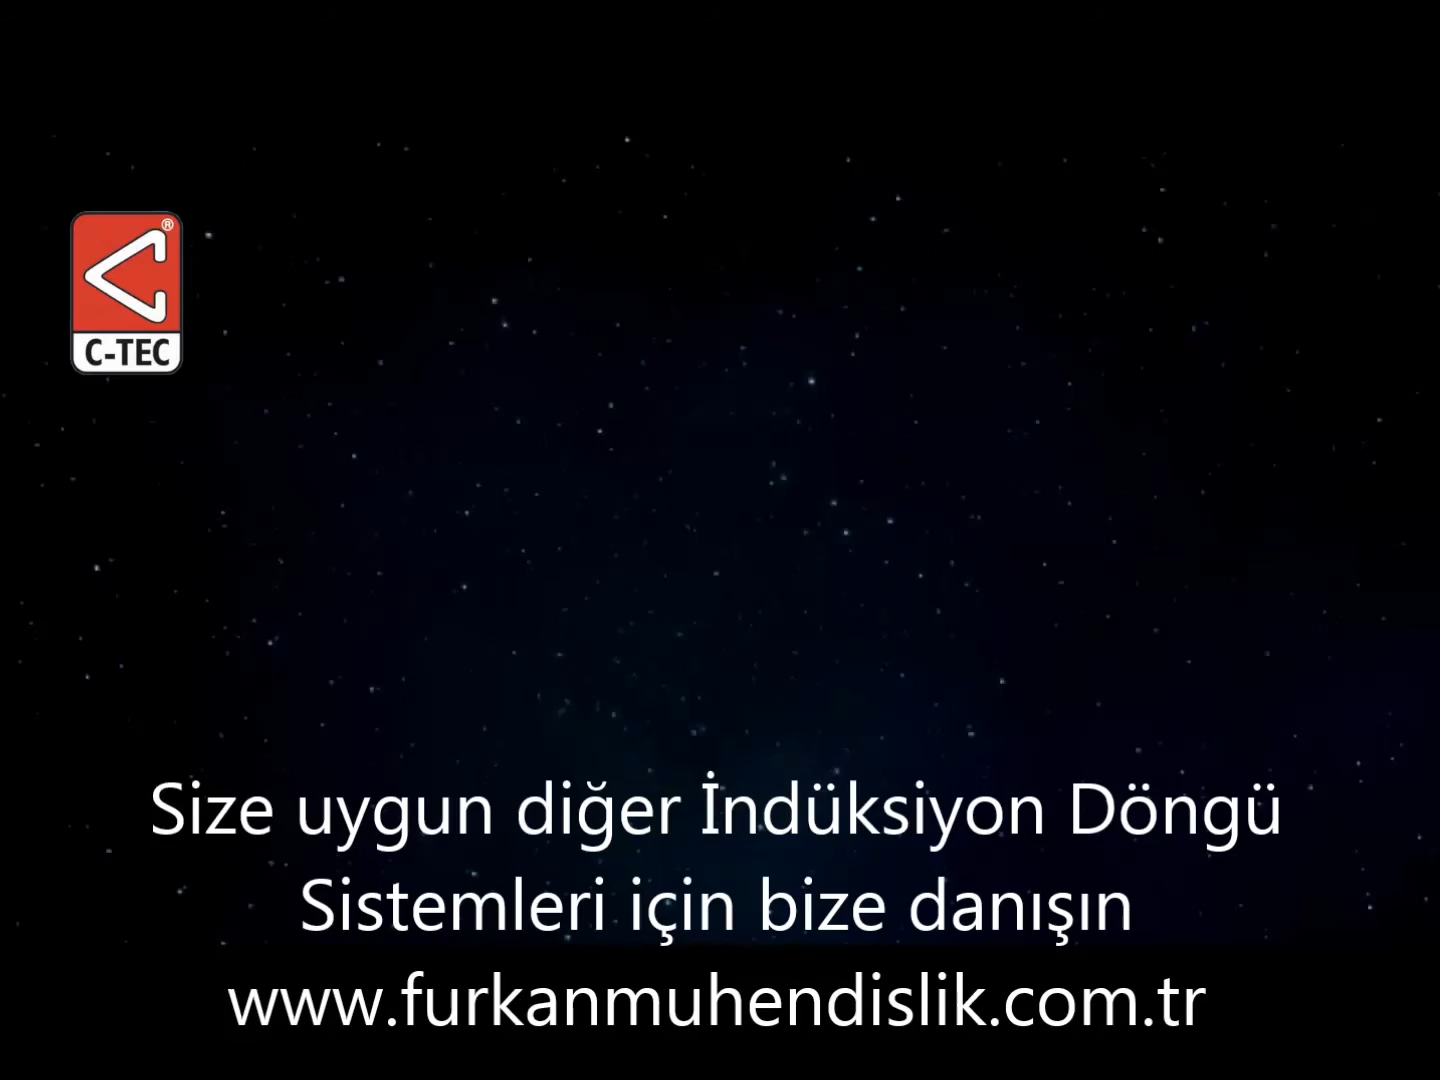 ®
C-TEC
Size uygun diğer İndüksiyon Döngü
Sistemleri için bize danışın
www.furkanmuhendislik.com.tr